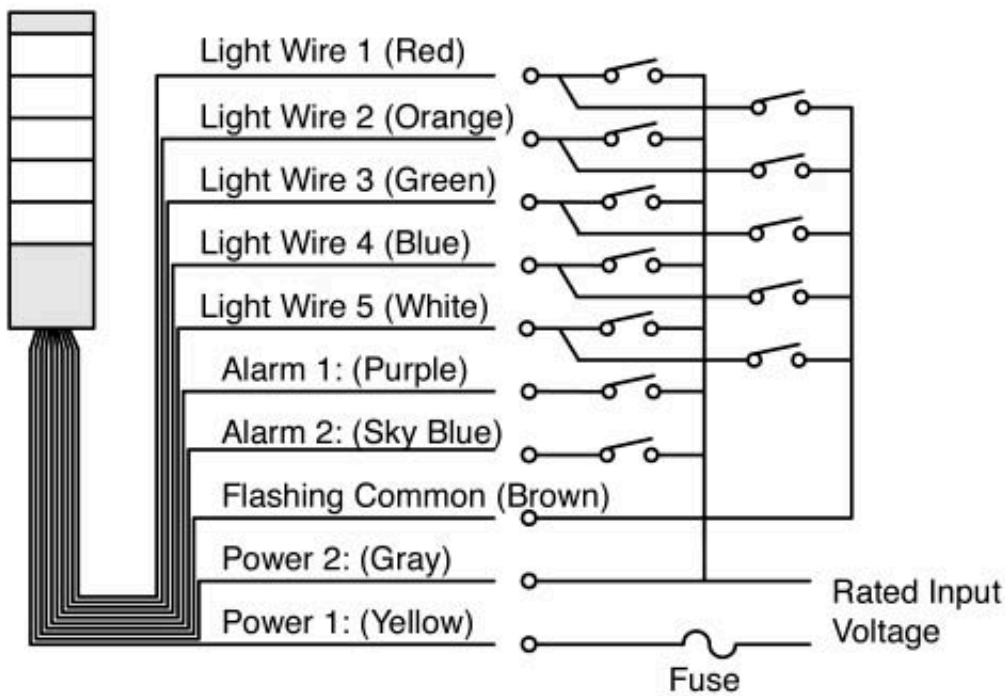 Light Wire 1 (Red)
Light Wire 2 (Orange)
Light Wire 3 (Green)
Light Wire 4 (Blue)
Light Wire 5 (White)
Alarm 1: (Purple)
Alarm 2: (Sky Blue)
Flashing Common (Brown)
Power 2: (Gray)
Power 1: (Yellow)
Rated Input
Voltage
Fuse